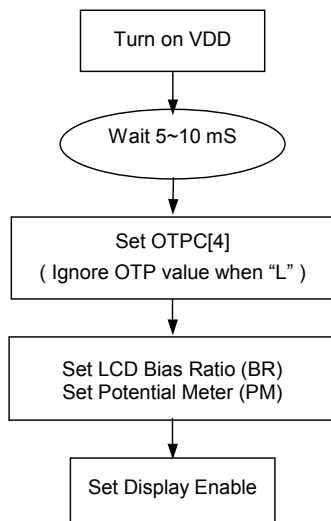 Turn on VDD
Wait 5~10 mS
Set OTPC[4]
( Ignore OTP value when “L” )
Set LCD Bias Ratio (BR)
Set Potential Meter (PM)
Set Display Enable